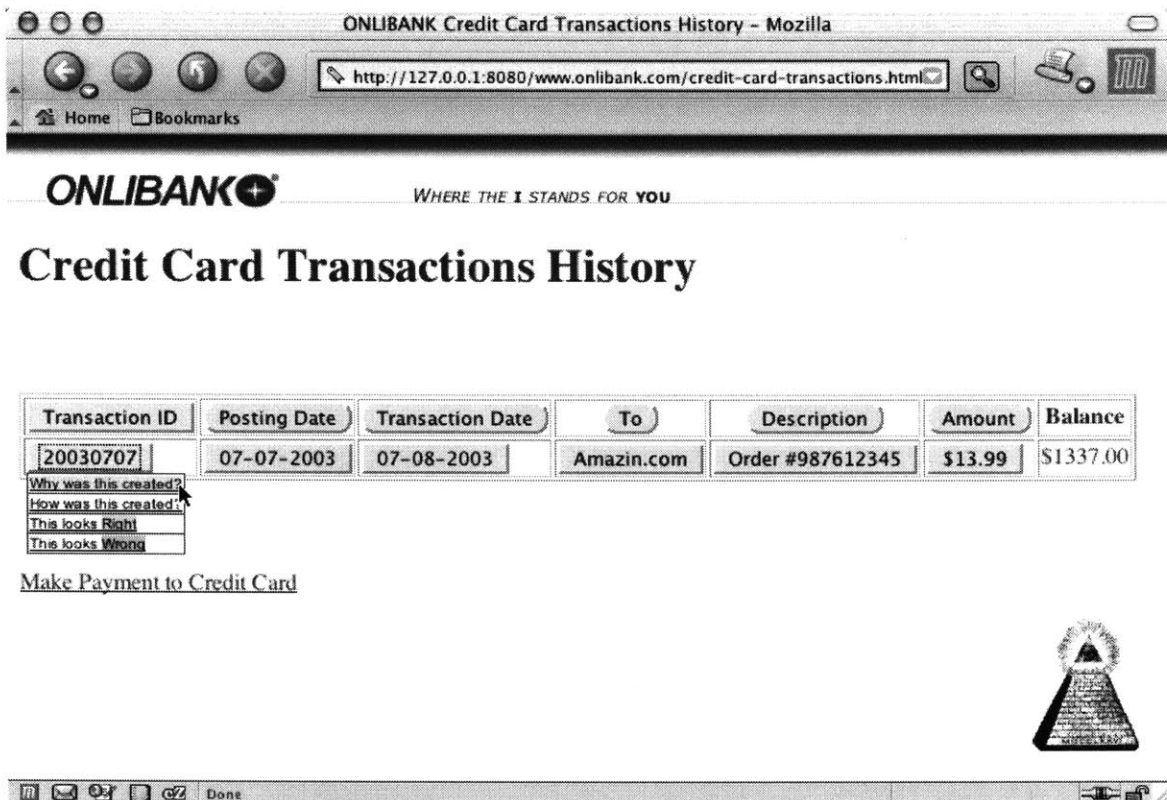 ONLIBANK Credit Card Transactions History – Mozilla
http://127.0.0.1:8080/www.onlibank.com/credit-card-transactions.html
Home Bookmarks
ONLIBANK WHERE THE I STANDS FOR YOU
Credit Card Transactions History
Transaction ID Posting Date Transaction Date To Description Amount Balance
20030707 07-07-2003 07-08-2003 Amazin.com Order #987612345 $13.99 $1337.00
Why was this created?
How was this created?
This looks Right
This looks Wrong
Make Payment to Credit Card
Done